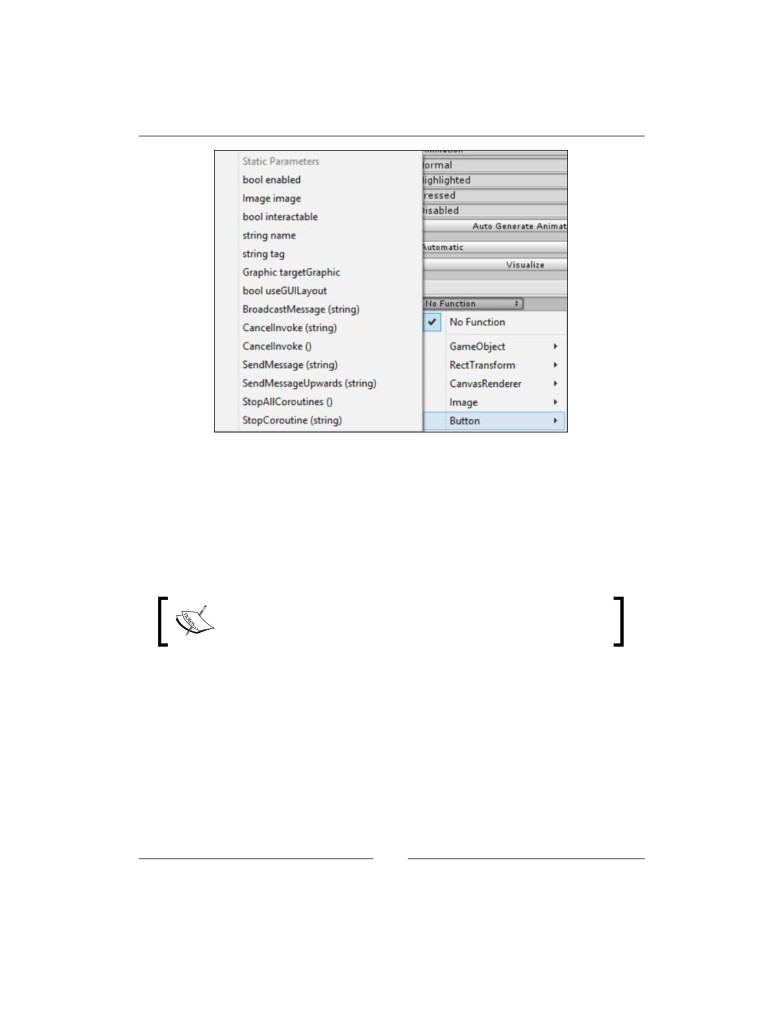 Static Parameters
bool enabled
Image image
bool interactable
string name
string tag
Graphic targetGraphic
bool useGUILayout
BroadcastMessage (string)
CancelInvoke (string)
CancelInvoke ()
SendMessage (string)
SendMessageUpwards (string)
StopAllCoroutines ()
StopCoroutine (string)
ormal
ighlighted
ressed
isabled
Auto Generate Animat
Automatic
Visualize
No Function
No Function
GameObject
RectTransform
CanvasRenderer
Image
Button